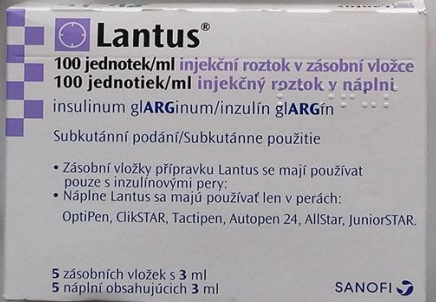 Lantus®
100 jednotek/ml injekční roztok v zásobní vložce
100 jednotiek/ml injekčný roztok v náplni
insulinum glARGinum/inzulín glARGín
Subkutánní podání/Subkutánne použitie
• Zásobní vložky přípravku Lantus se mají používat
pouze s inzulínovými pery:
• Náplne Lantus sa majú používať len v perách:
OptiPen, ClikSTAR, Tactipen, Autopen 24, AllStar, JuniorSTAR.
5 zásobních vložek s 3 ml
5 náplní obsahujúcich 3 ml
SANOFI